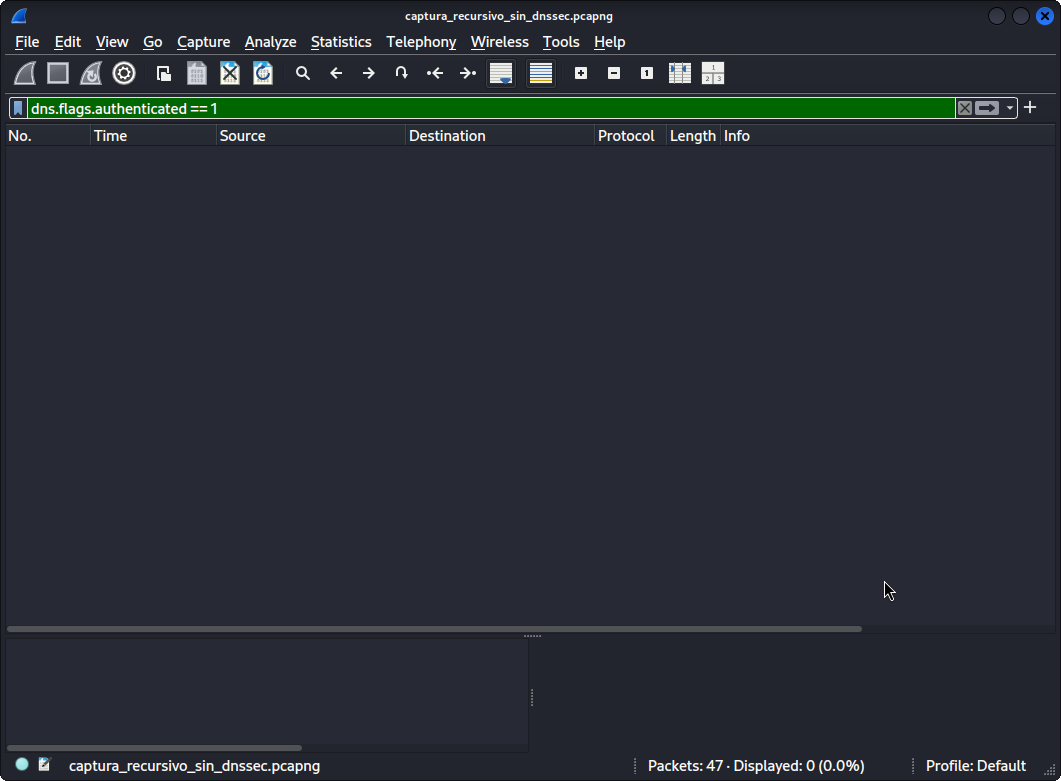 captura_recursivo_sin_dnssec.pcapng
File Edit View Go Capture Analyze Statistics Telephony Wireless Tools Help
dns.flags.authenticated == 1
No. Time Source Destination Protocol Length Info
captura_recursivo_sin_dnssec.pcapng Packets: 47 · Displayed: 0 (0.0%) Profile: Default